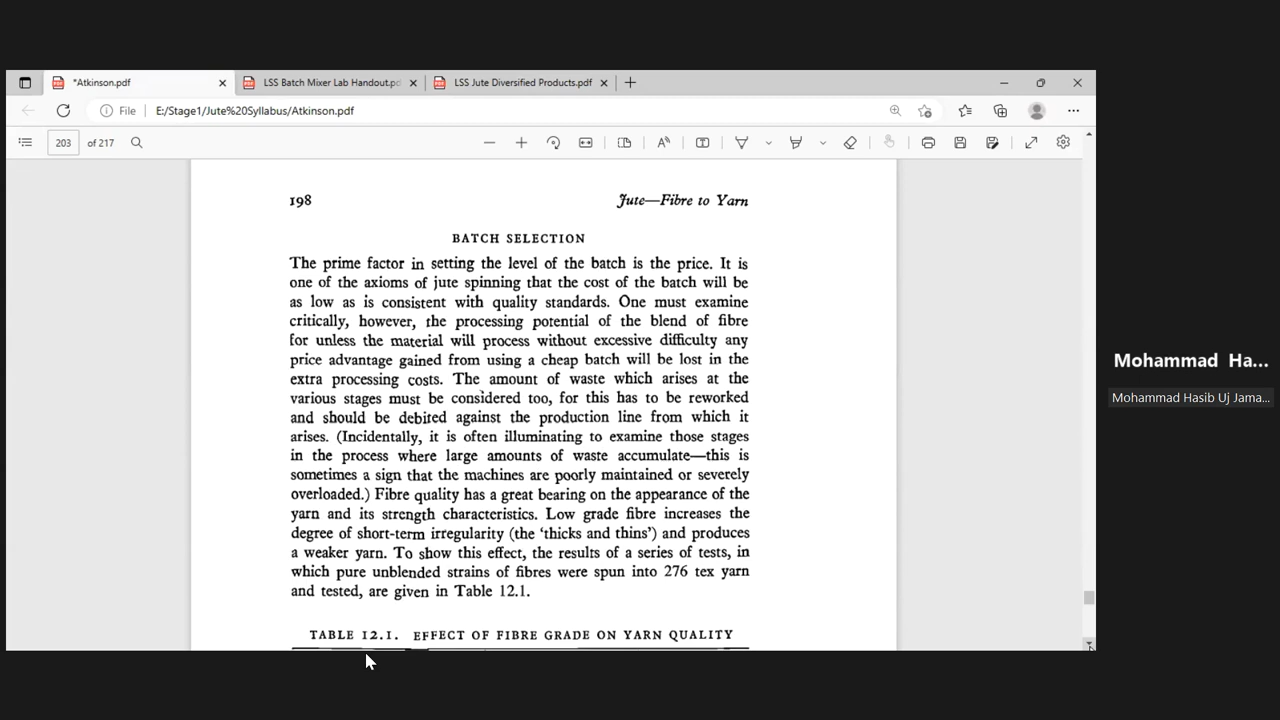 *Atkinson.pdf
LSS Batch Mixer Lab Handout.pd
LSS Jute Diversified Products.pdf
File
E:/Stage1/Jute%20Syllabus/Atkinson.pdf
203 of 217
198 Jute—Fibre to Yarn
BATCH SELECTION
The prime factor in setting the level of the batch is the price. It is
one of the axioms of jute spinning that the cost of the batch will be
as low as is consistent with quality standards. One must examine
critically, however, the processing potential of the blend of fibre
for unless the material will process without excessive difficulty any
price advantage gained from using a cheap batch will be lost in the
extra processing costs. The amount of waste which arises at the
various stages must be considered too, for this has to be reworked
and should be debited against the production line from which it
arises. (Incidentally, it is often illuminating to examine those stages
in the process where large amounts of waste accumulate—this is
sometimes a sign that the machines are poorly maintained or severely
overloaded.) Fibre quality has a great bearing on the appearance of the
yarn and its strength characteristics. Low grade fibre increases the
degree of short-term irregularity (the ‘thicks and thins’) and produces
a weaker yarn. To show this effect, the results of a series of tests, in
which pure unblended strains of fibres were spun into 276 tex yarn
and tested, are given in Table 12.1.
TABLE 12.1. EFFECT OF FIBRE GRADE ON YARN QUALITY
Mohammad Ha...
Mohammad Hasib Uj Jama...